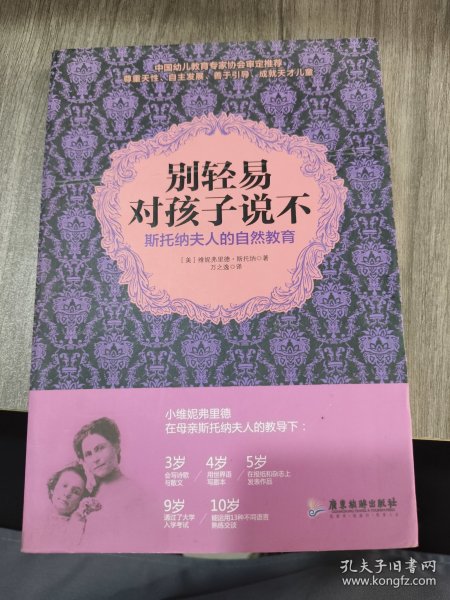 中国幼儿教育专家协会审定推荐
尊重天性、自主发展、善于引导、成就天才儿童
别轻易
对孩子说不
斯托纳夫人的自然教育
[美]维妮弗里德·斯托纳◎著
万之逸◎译
小维妮弗里德
在母亲斯托纳夫人的教导下：
3岁
会写诗歌
与散文
4岁
用世界语
写剧本
5岁
在报纸和杂志上
发表作品
9岁
通过了大学
入学考试
10岁
能运用13种不同语言
熟练交谈
廣東旅游出版社
孔夫子旧书网
www.kongfz.com